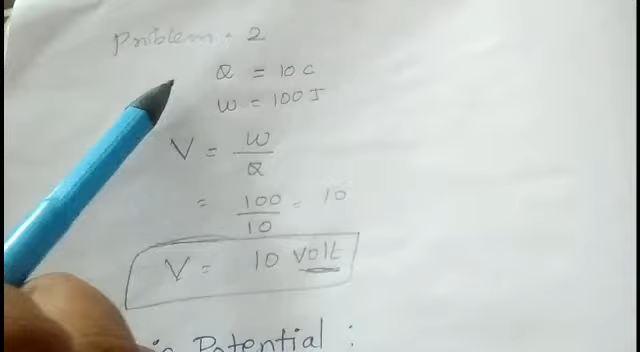 Problem . 2
Q = 10 C
W = 100 J
V = W/Q
= 100/10 = 10
V = 10 Volt
Potential :